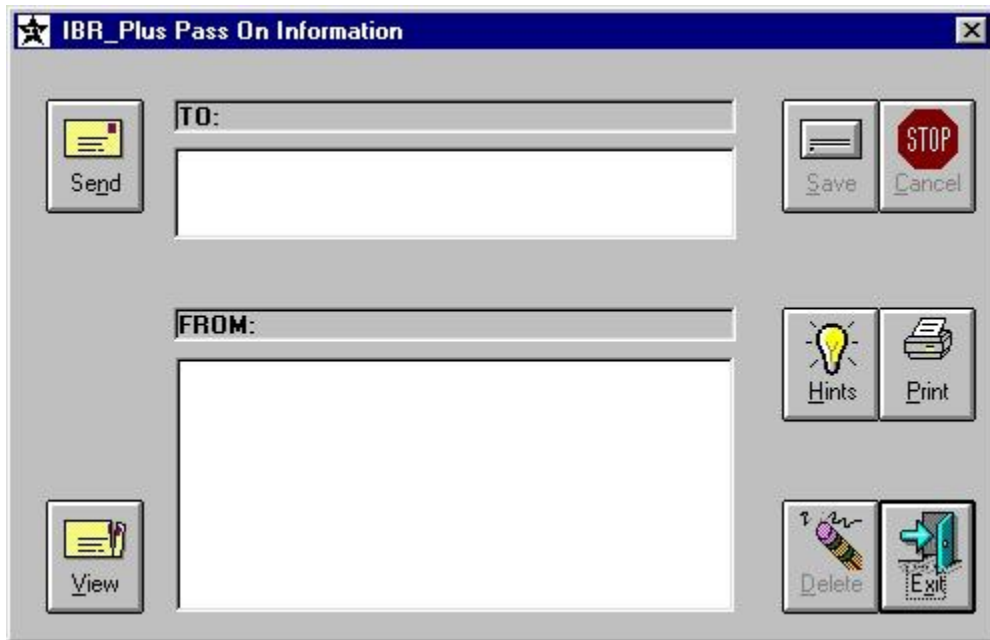 IBR_Plus Pass On Information
TO:
Send
STOP
Save
Cancel
FROM:
Hints
Print
View
Delete
Exit